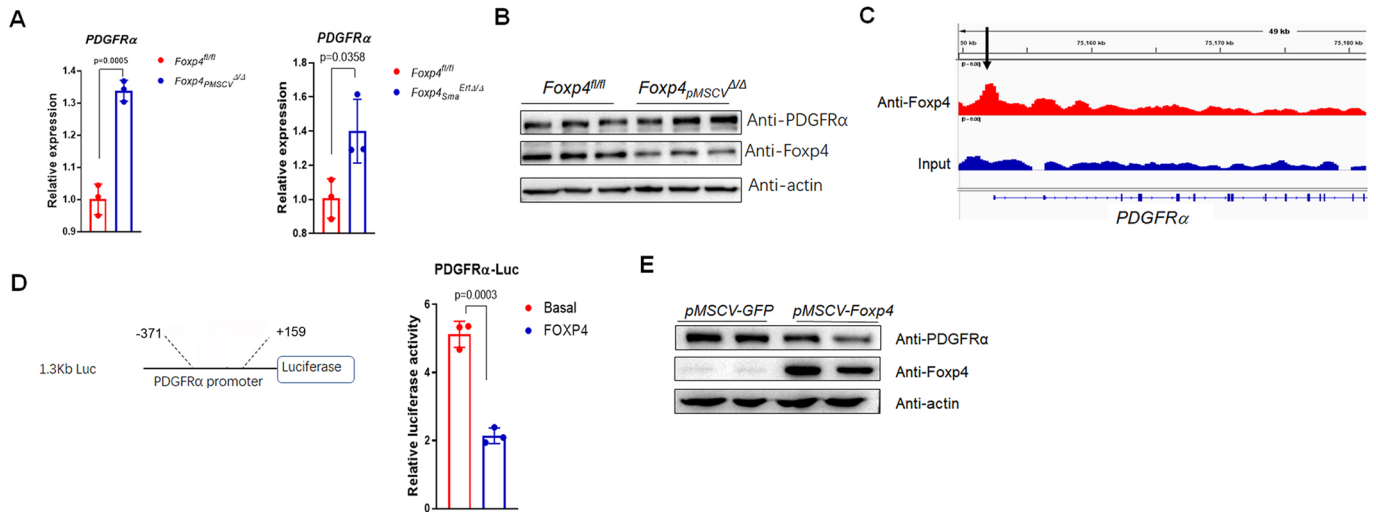 A
PDGFRα
p=0.0005
Foxp4fl/fl
Foxp4PMSCVΔ/Δ
Relative expression
1.4
1.3
1.2
1.1
1.0
0.9
PDGFRα
p=0.0358
Foxp4fl/fl
Foxp4Sma ErtΔ/Δ
Relative expression
1.8
1.6
1.4
1.2
1.0
0.8
B
Foxp4fl/fl
Foxp4pMSCVΔ/Δ
Anti-PDGFRα
Anti-Foxp4
Anti-actin
C
49 kb
50 kb
75,160 kb
75,170 kb
75,180 kb
Anti-Foxp4
Input
PDGFRα
D
-371
+159
1.3Kb Luc
PDGFRα promoter
Luciferase
PDGFRα-Luc
p=0.0003
Basal
FOXP4
Relative luciferase activity
6
4
2
0
E
pMSCV-GFP
pMSCV-Foxp4
Anti-PDGFRα
Anti-Foxp4
Anti-actin